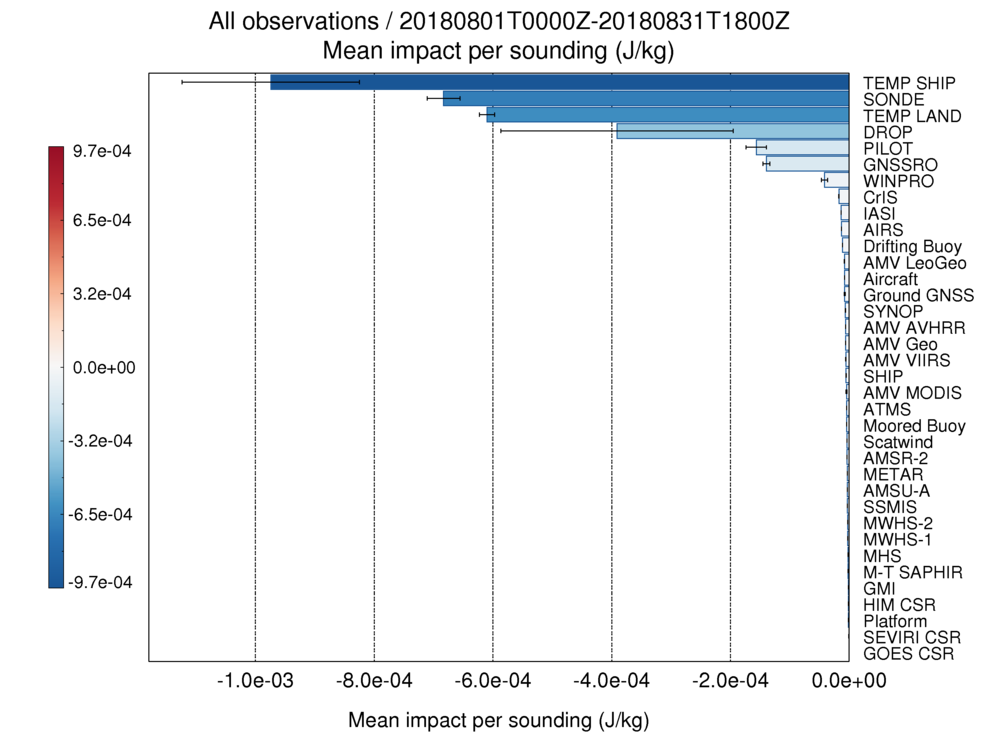 All observations / 20180801T0000Z-20180831T1800Z
Mean impact per sounding (J/kg)
9.7e-04
6.5e-04
3.2e-04
0.0e+00
-3.2e-04
-6.5e-04
-9.7e-04
TEMP SHIP
SONDE
TEMP LAND
DROP
PILOT
GNSSRO
WINPRO
CrIS
IASI
AIRS
Drifting Buoy
AMV LeoGeo
Aircraft
Ground GNSS
SYNOP
AMV AVHRR
AMV Geo
AMV VIIRS
SHIP
AMV MODIS
ATMS
Moored Buoy
Scatwind
AMSR-2
METAR
AMSU-A
SSMIS
MWHS-2
MWHS-1
MHS
M-T SAPHIR
GMI
HIM CSR
Platform
SEVIRI CSR
GOES CSR
-1.0e-03 -8.0e-04 -6.0e-04 -4.0e-04 -2.0e-04 0.0e+00
Mean impact per sounding (J/kg)